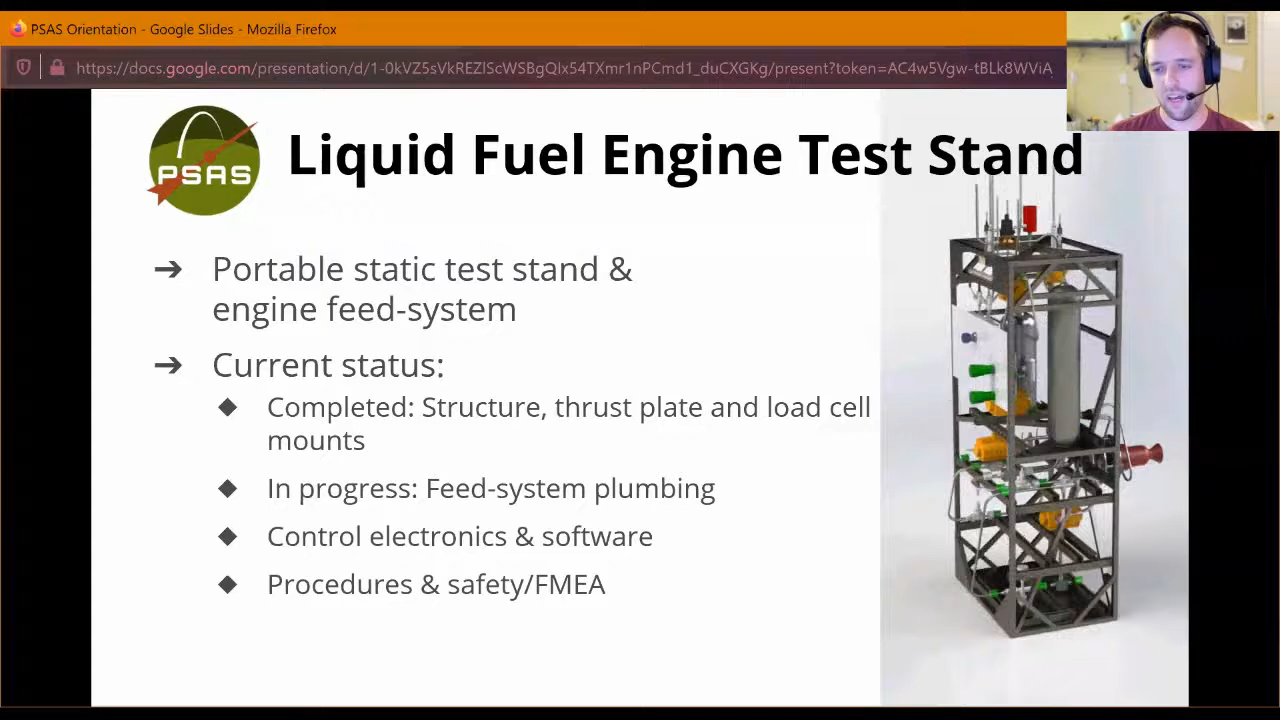 PSAS Orientation - Google Slides - Mozilla Firefox
https://docs.google.com/presentation/d/1-0kVZ5sVkREZIScWSBgQIx54TXmr1nPCmd1_duCXGKg/present?token=AC4w5Vgw-tBLk8WViA
PSAS
Liquid Fuel Engine Test Stand
➔ Portable static test stand &
engine feed-system
➔ Current status:
◆ Completed: Structure, thrust plate and load cell
mounts
◆ In progress: Feed-system plumbing
◆ Control electronics & software
◆ Procedures & safety/FMEA